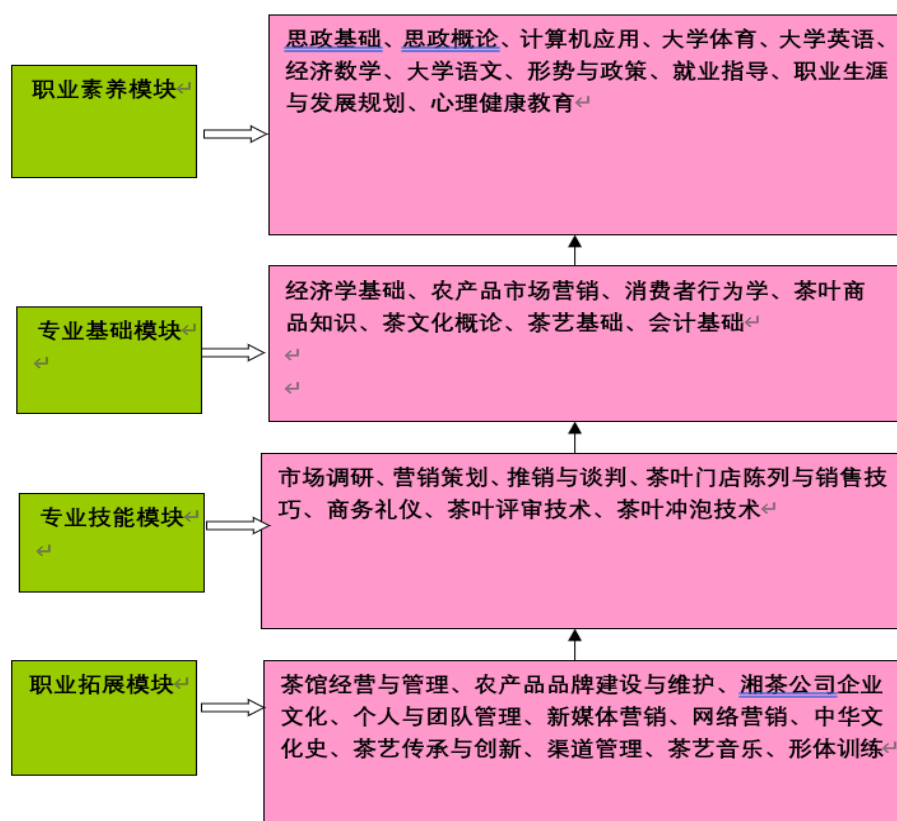 职业素养模块
思政基础、思政概论、计算机应用、大学体育、大学英语、
经济数学、大学语文、形势与政策、就业指导、职业生涯
与发展规划、心理健康教育
专业基础模块
经济学基础、农产品市场营销、消费者行为学、茶叶商
品知识、茶文化概论、茶艺基础、会计基础
专业技能模块
市场调研、营销策划、推销与谈判、茶叶门店陈列与销售技
巧、商务礼仪、茶叶评审技术、茶叶冲泡技术
职业拓展模块
茶馆经营与管理、农产品品牌建设与维护、湘茶公司企业
文化、个人与团队管理、新媒体营销、网络营销、中华文
化史、茶艺传承与创新、渠道管理、茶艺音乐、形体训练